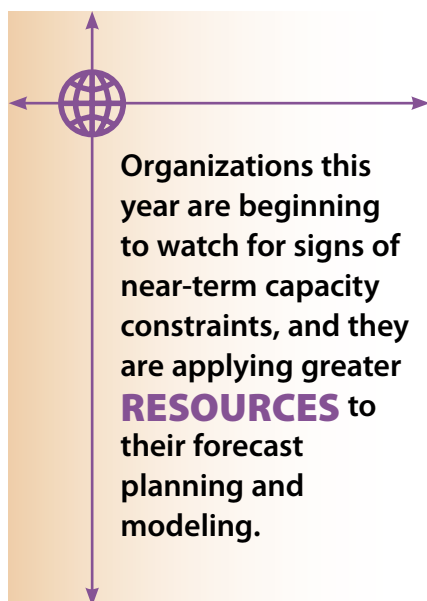 Organizations this
year are beginning
to watch for signs of
near-term capacity
constraints, and they
are applying greater
RESOURCES to
their forecast
planning and
modeling.